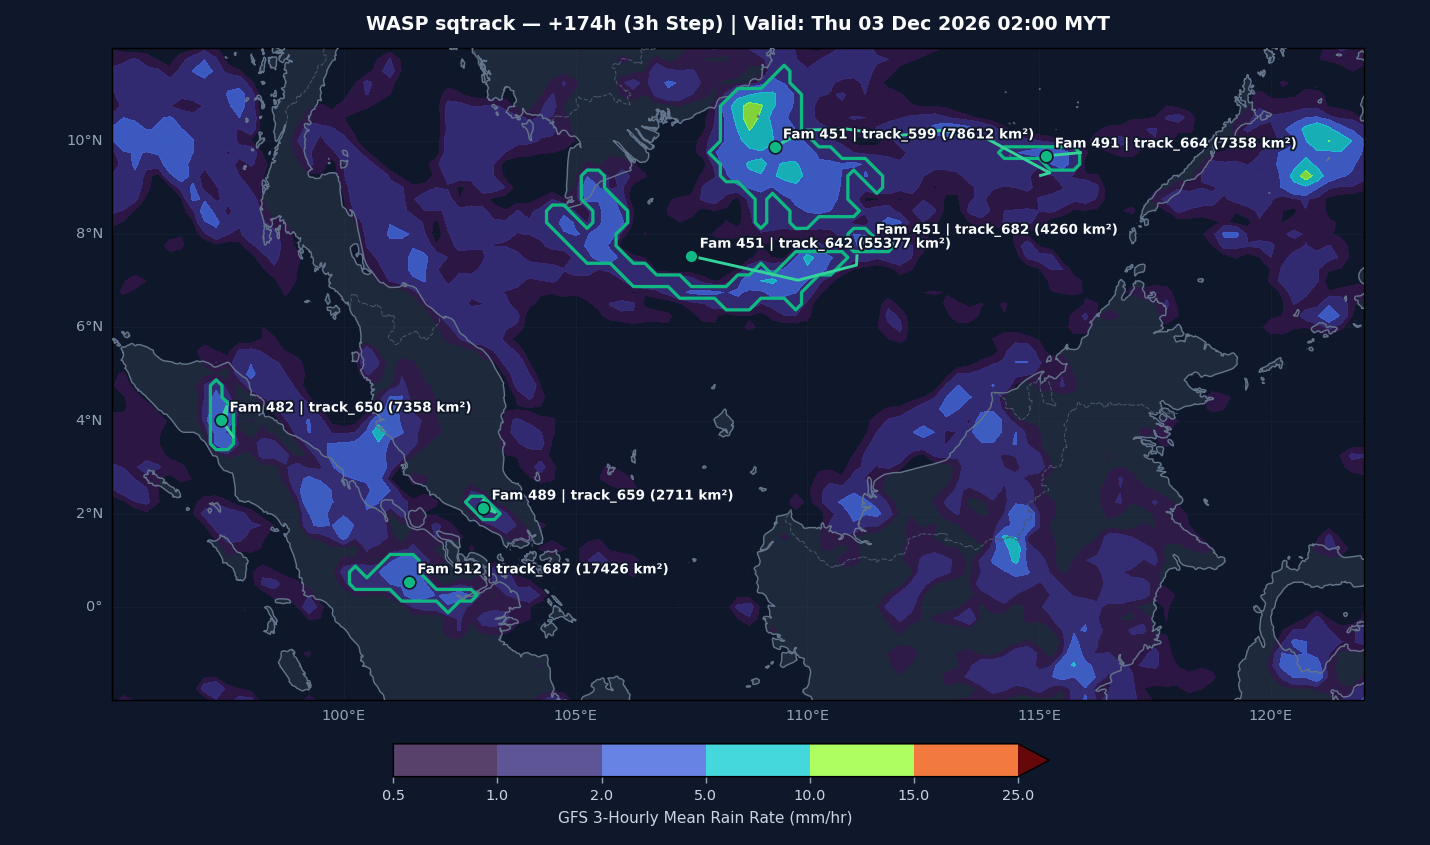 WASP sqtrack — +174h (3h Step) | Valid: Thu 03 Dec 2026 02:00 MYT
10°N
8°N
6°N
4°N
2°N
0°
Fam 451 | track_599 (78612 km²)
Fam 491 | track_664 (7358 km²)
Fam 451 | track_682 (4260 km²)
Fam 451 | track_642 (55377 km²)
Fam 482 | track_650 (7358 km²)
Fam 489 | track_659 (2711 km²)
Fam 512 | track_687 (17426 km²)
100°E 105°E 110°E 115°E 120°E
0.5 1.0 2.0 5.0 10.0 15.0 25.0
GFS 3-Hourly Mean Rain Rate (mm/hr)